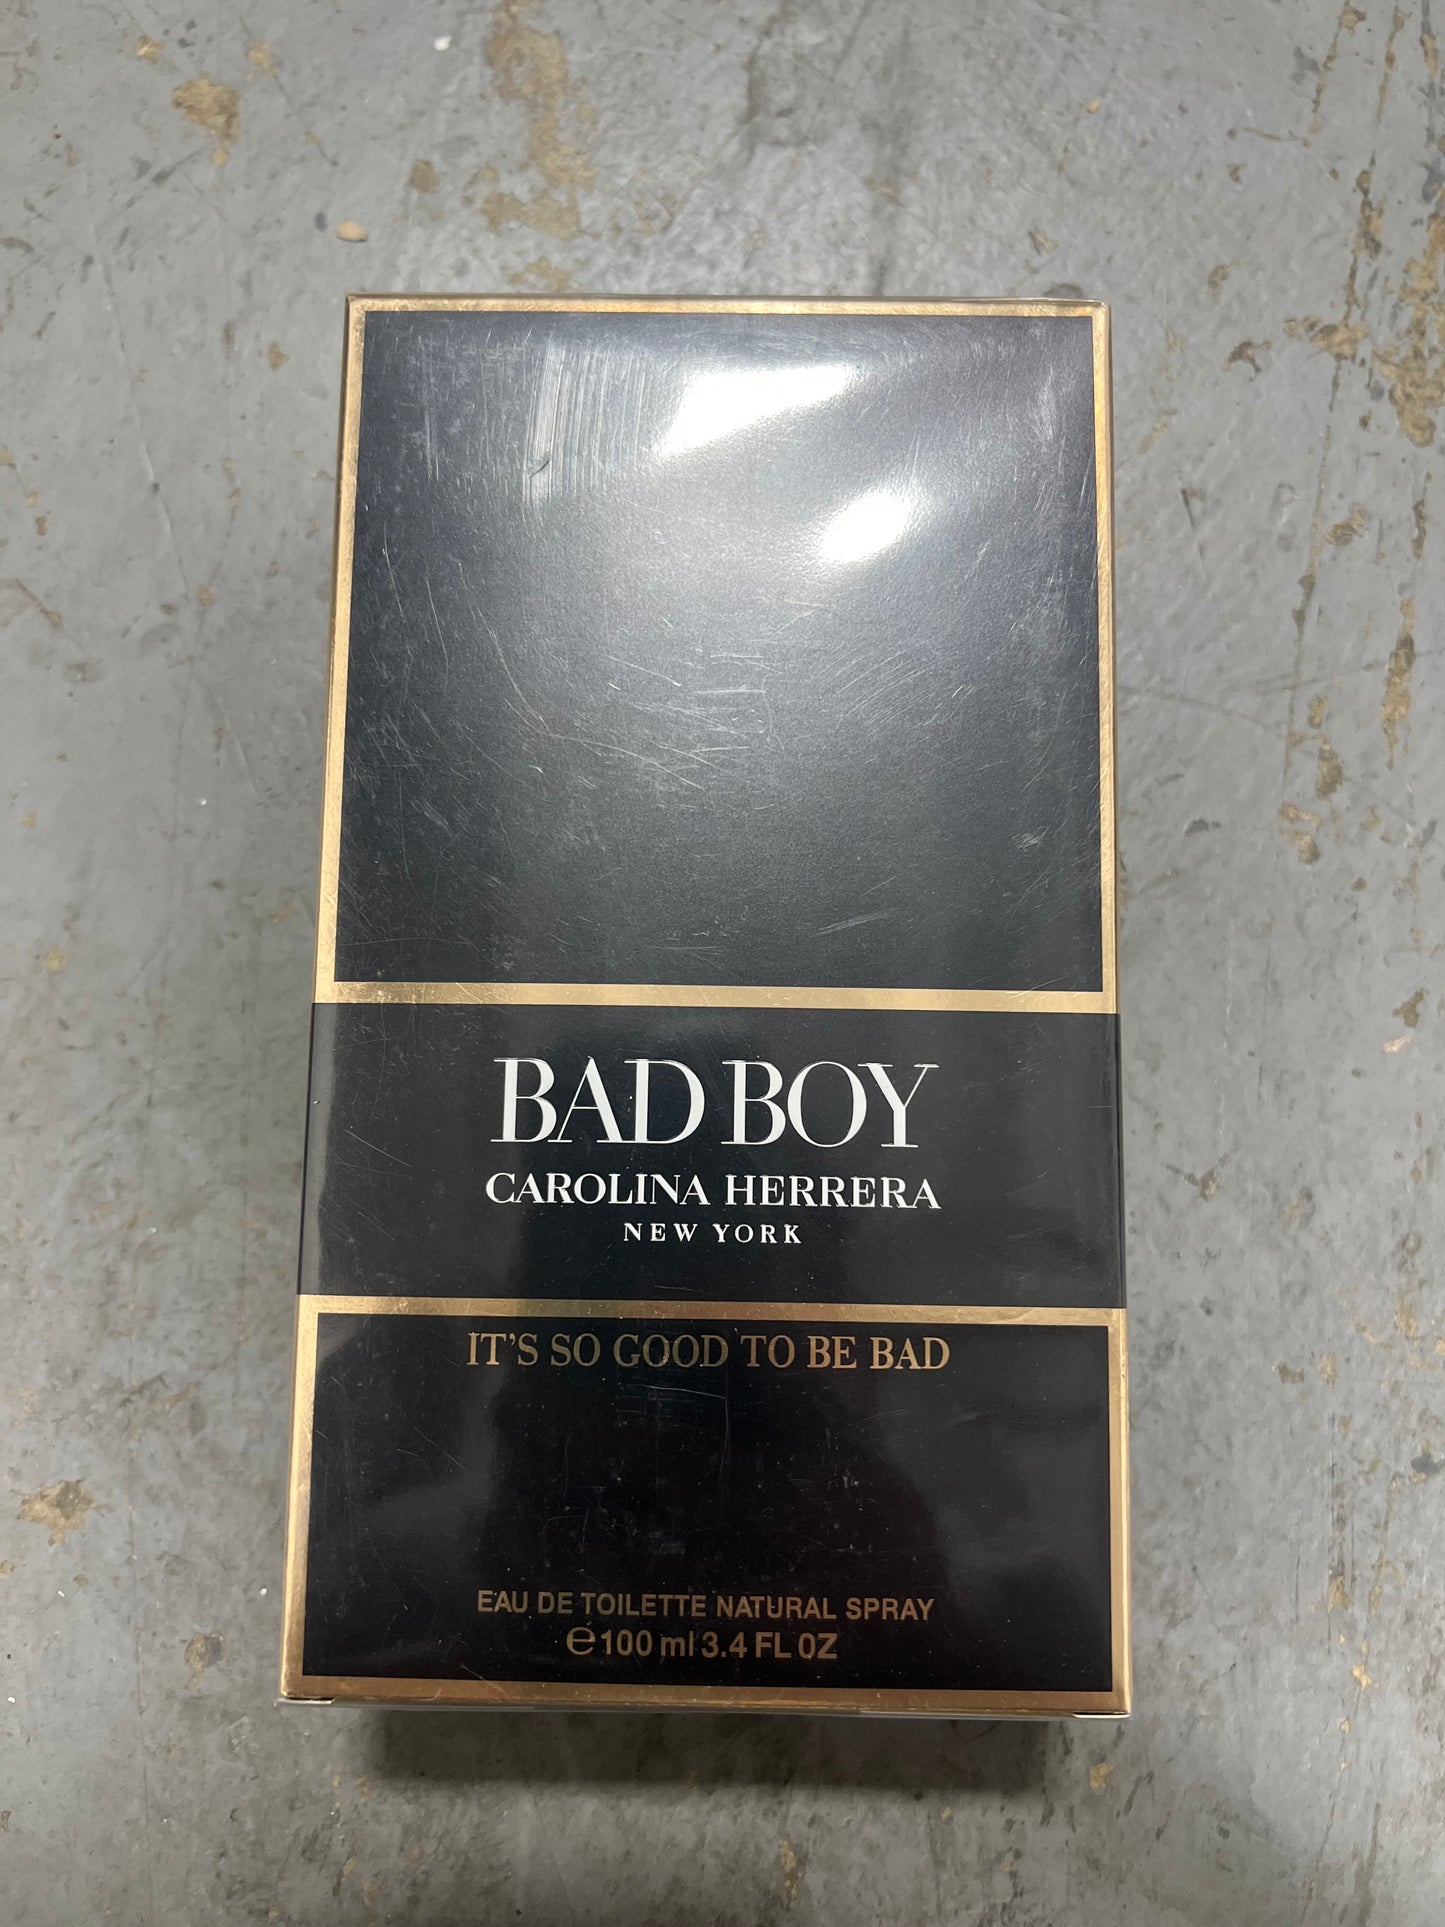 BAD BOY
CAROLINA HERRERA
NEW YORK
IT'S SO GOOD TO BE BAD
EAU DE TOILETTE NATURAL SPRAY
℮100 ml 3.4 FL OZ